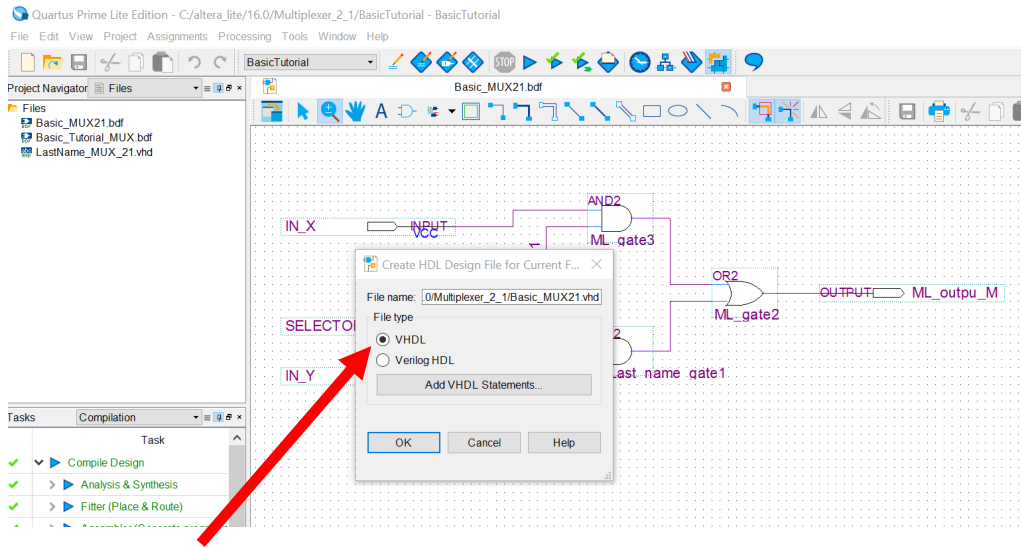 Quartus Prime Lite Edition - C:/altera_lite/16.0/Multiplexer_2_1/BasicTutorial - BasicTutorial
File Edit View Project Assignments Processing Tools Window Help
BasicTutorial
Project Navigator Files
Basic_MUX21.bdf
Files
Basic_MUX21.bdf
Basic_Tutorial_MUX.bdf
LastName_MUX_21.vhd
AND2
IN_X INPUT
VCC
ML_gate3
1
OR2
OUTPUT ML_outpu_M
ML_gate2
SELECTO
2
IN_Y
Last_name_gate1
Create HDL Design File for Current F...
File name: .0/Multiplexer_2_1/Basic_MUX21.vhd
File type
VHDL
Verilog HDL
Add VHDL Statements...
OK Cancel Help
Tasks Compilation
Task
Compile Design
Analysis & Synthesis
Fitter (Place & Route)